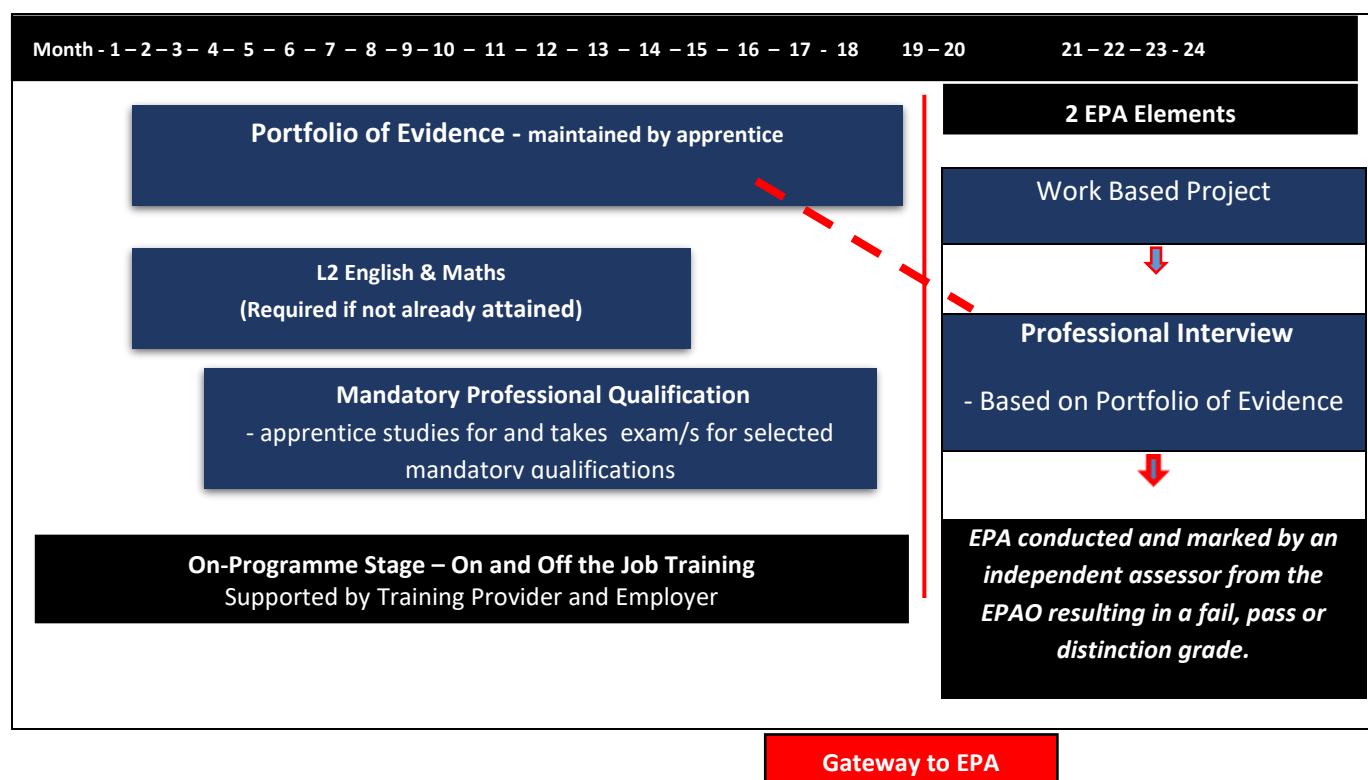 Month - 1 – 2 – 3 – 4 – 5 – 6 – 7 – 8 – 9 – 10 – 11 – 12 – 13 – 14 – 15 – 16 – 17 - 18 19 – 20 21 – 22 – 23 - 24
2 EPA Elements
Portfolio of Evidence - maintained by apprentice
Work Based Project
L2 English & Maths
(Required if not already attained)
Professional Interview
- Based on Portfolio of Evidence
Mandatory Professional Qualification
- apprentice studies for and takes exam/s for selected
mandatory qualifications
On-Programme Stage – On and Off the Job Training
Supported by Training Provider and Employer
EPA conducted and marked by an
independent assessor from the
EPAO resulting in a fail, pass or
distinction grade.
Gateway to EPA